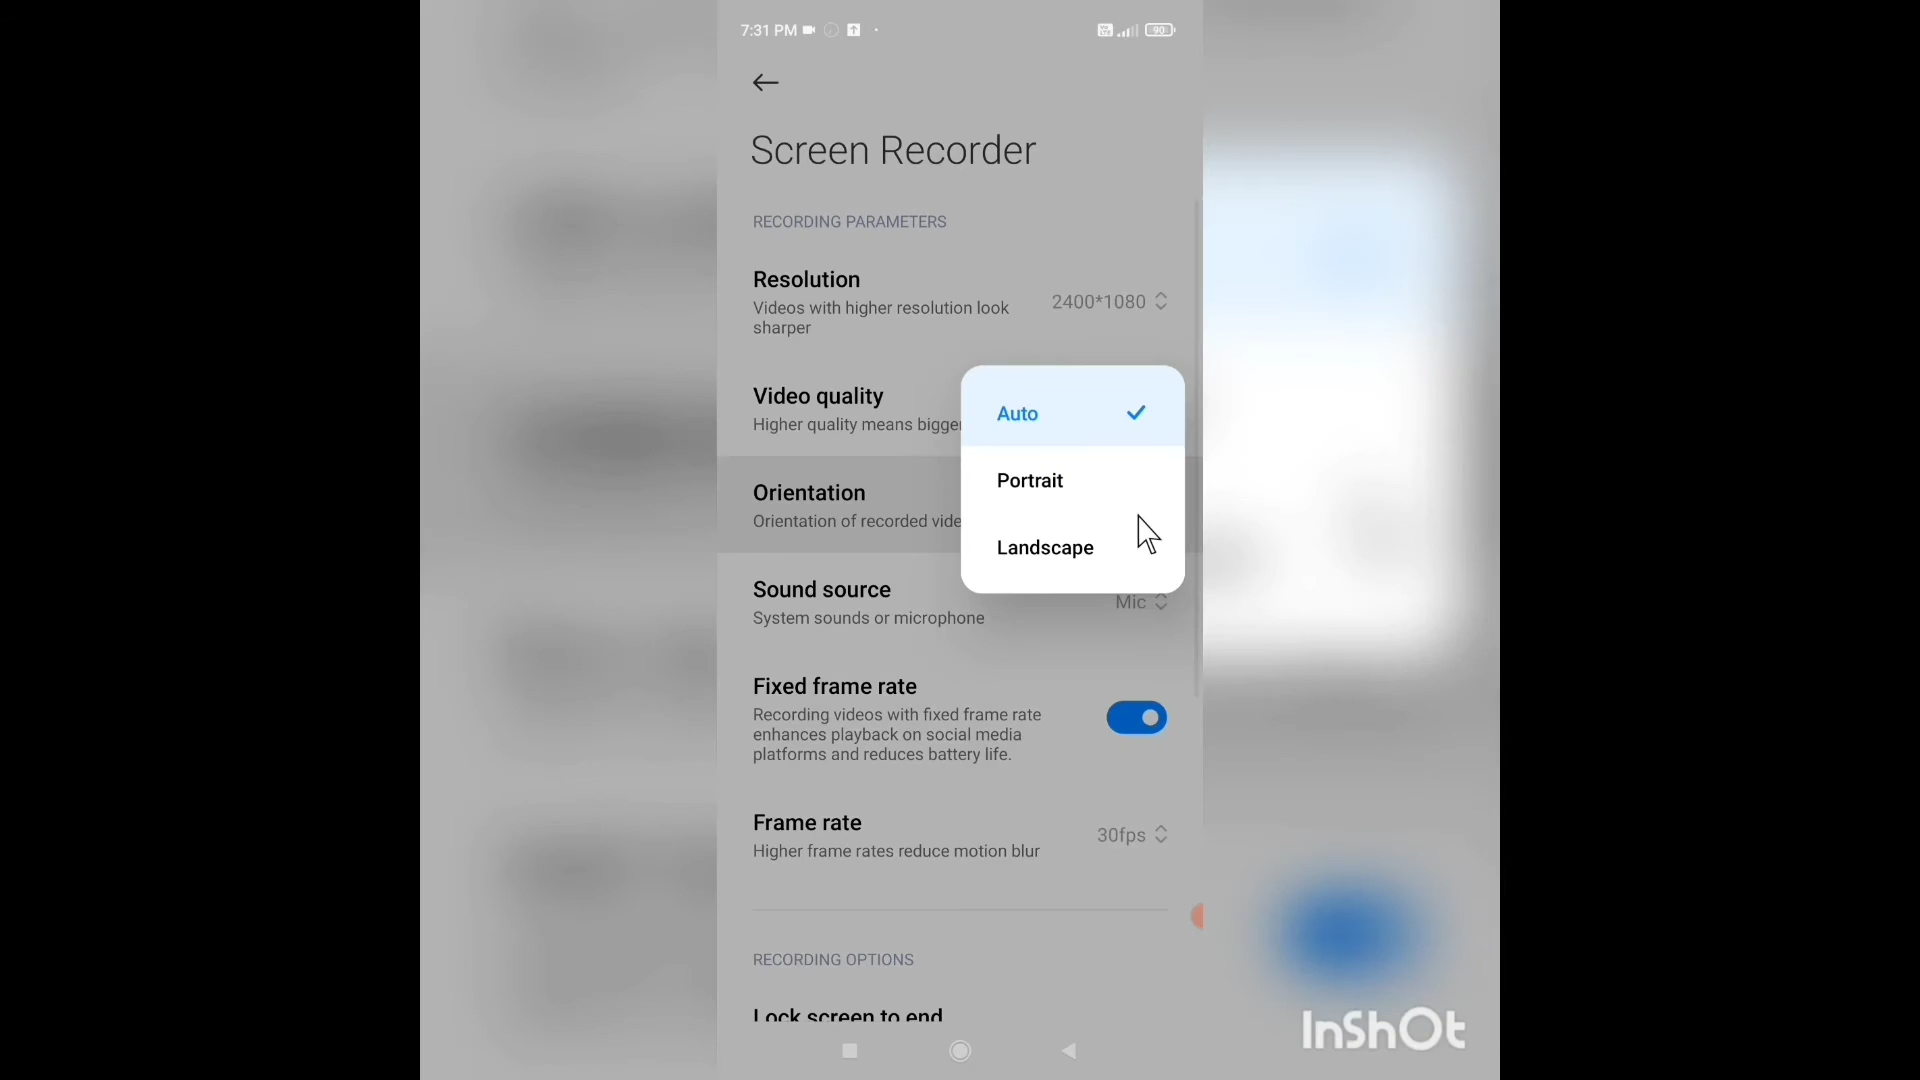 7:31 PM
90
Screen Recorder
RECORDING PARAMETERS
Resolution
Videos with higher resolution look
sharper
2400*1080
Video quality
Higher quality means bigger
Auto
Portrait
Landscape
Orientation
Orientation of recorded vide
Sound source
System sounds or microphone
Mic
Fixed frame rate
Recording videos with fixed frame rate
enhances playback on social media
platforms and reduces battery life.
Frame rate
Higher frame rates reduce motion blur
30fps
RECORDING OPTIONS
Lock screen to end
InShOt